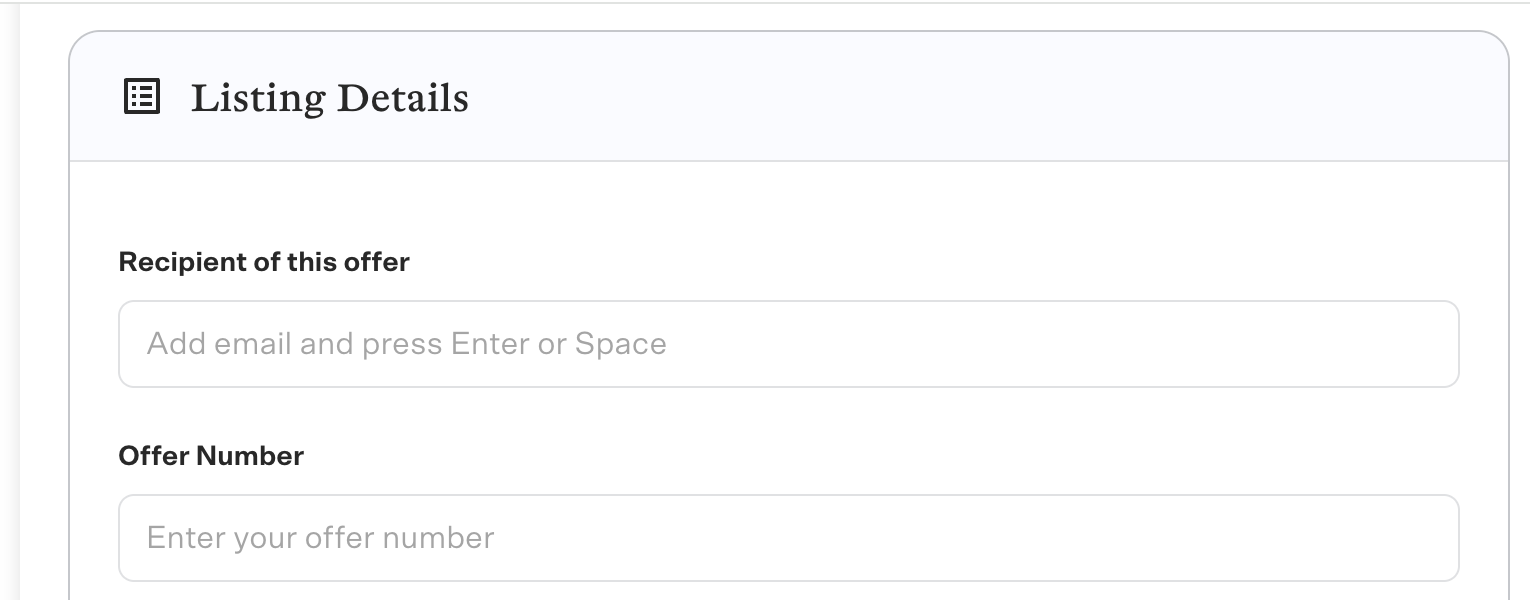 Listing Details
Recipient of this offer
Add email and press Enter or Space
Offer Number
Enter your offer number